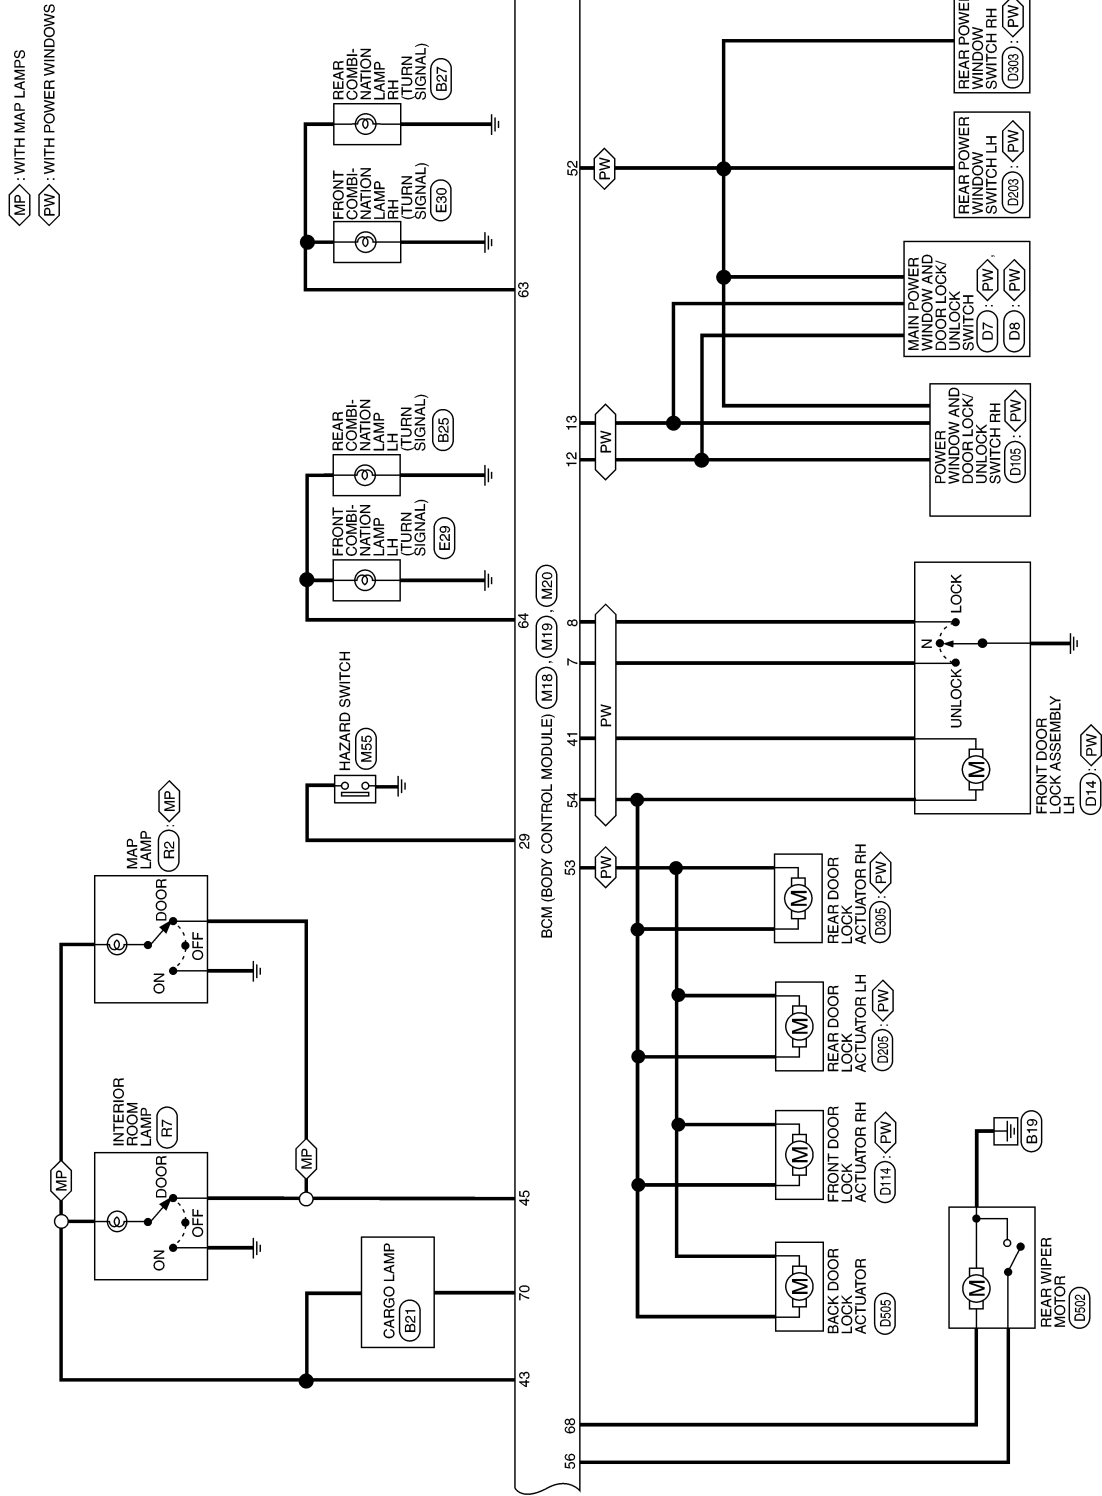 MP : WITH MAP LAMPS
PW : WITH POWER WINDOWS
INTERIOR
ROOM
LAMP
R7
DOOR
OFF
ON
MP
MP
MAP
LAMP
R2 : MP
DOOR
OFF
ON
CARGO LAMP
B21
HAZARD SWITCH
M55
FRONT
COMBI-
NATION
LAMP
LH
(TURN
SIGNAL)
E29
REAR
COMBI-
NATION
LAMP
LH
(TURN
SIGNAL)
B25
FRONT
COMBI-
NATION
LAMP
RH
(TURN
SIGNAL)
E30
REAR
COMBI-
NATION
LAMP
RH
(TURN
SIGNAL)
B27
43
70
45
29
64
63
BCM (BODY CONTROL MODULE) M18 , M19 , M20
56
68
53
54
41
7
8
12
13
52
PW
PW
PW
PW
REAR WIPER
MOTOR
D502
M
B19
BACK DOOR
LOCK
ACTUATOR
D505
M
FRONT DOOR
LOCK
ACTUATOR RH
D114 : PW
M
REAR DOOR
LOCK
ACTUATOR LH
D205 : PW
M
REAR DOOR
LOCK
ACTUATOR RH
D305 : PW
M
FRONT DOOR
LOCK ASSEMBLY
LH
D14 : PW
M
UNLOCK
N
LOCK
POWER
WINDOW AND
DOOR LOCK/
UNLOCK
SWITCH RH
D105 : PW
MAIN POWER
WINDOW AND
DOOR LOCK/
UNLOCK
SWITCH
D7 : PW ,
D8 : PW
REAR POWER
WINDOW
SWITCH LH
D203 : PW
REAR POWER
WINDOW
SWITCH RH
D303 : PW